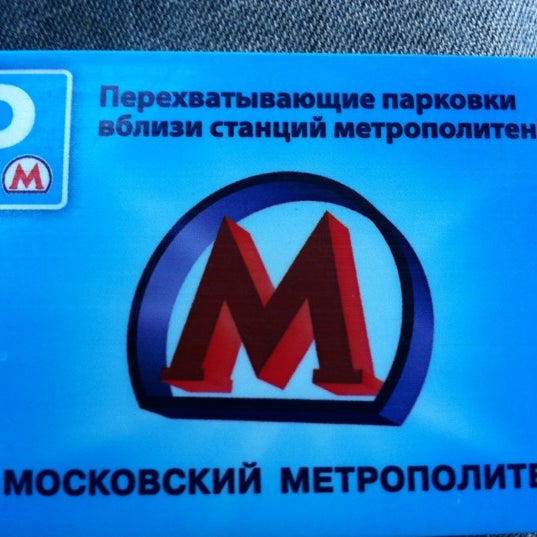 P
М
Перехватывающие парковки
вблизи станций метрополитен
М
МОСКОВСКИЙ МЕТРОПОЛИТЕ